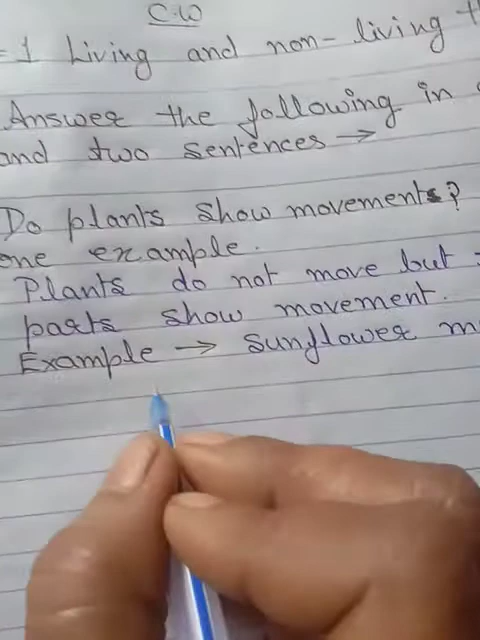 C.W
=1 Living and non-living
Answer the following in
and two sentences →
Do plants show movements?
one example.
Plants do not move but
parts show movement.
Example → Sunflower